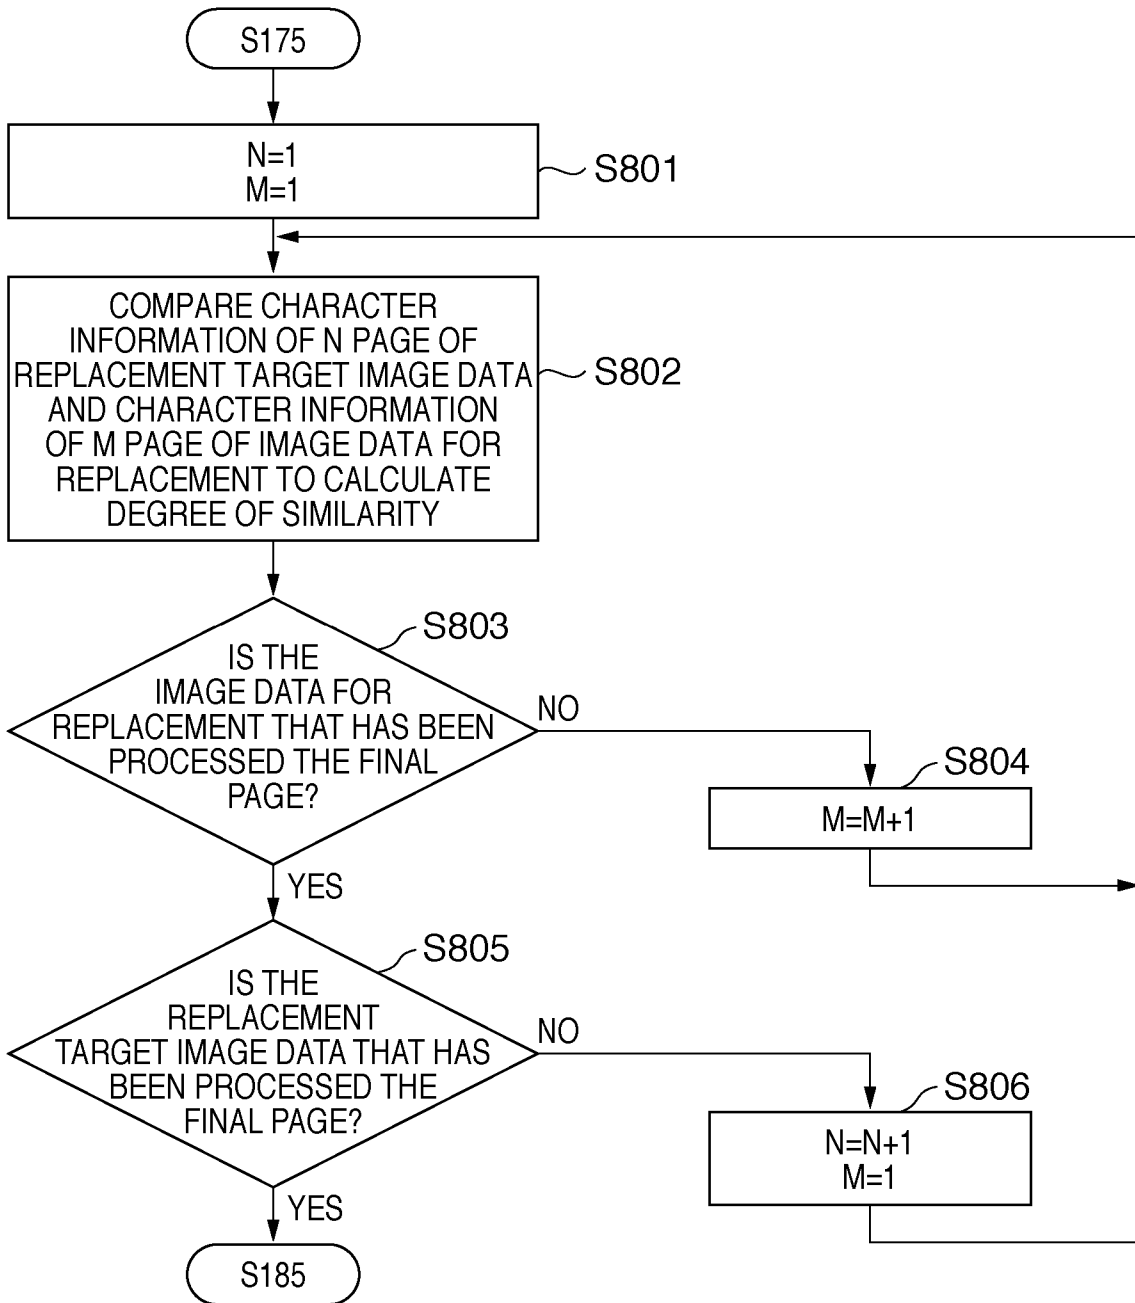 S175
N=1
M=1
S801
COMPARE CHARACTER
INFORMATION OF N PAGE OF
REPLACEMENT TARGET IMAGE DATA
AND CHARACTER INFORMATION
OF M PAGE OF IMAGE DATA FOR
REPLACEMENT TO CALCULATE
DEGREE OF SIMILARITY
S802
S803
IS THE
IMAGE DATA FOR
REPLACEMENT THAT HAS BEEN
PROCESSED THE FINAL
PAGE?
NO
S804
M=M+1
YES
S805
IS THE
REPLACEMENT
TARGET IMAGE DATA THAT HAS
BEEN PROCESSED THE
FINAL PAGE?
NO
S806
N=N+1
M=1
YES
S185